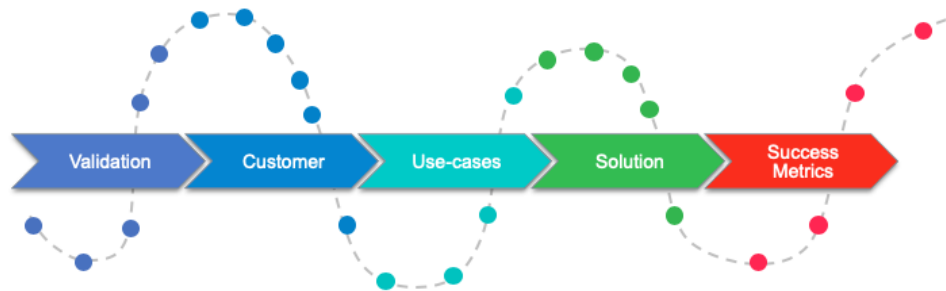 Validation
Customer
Use-cases
Solution
Success
Metrics